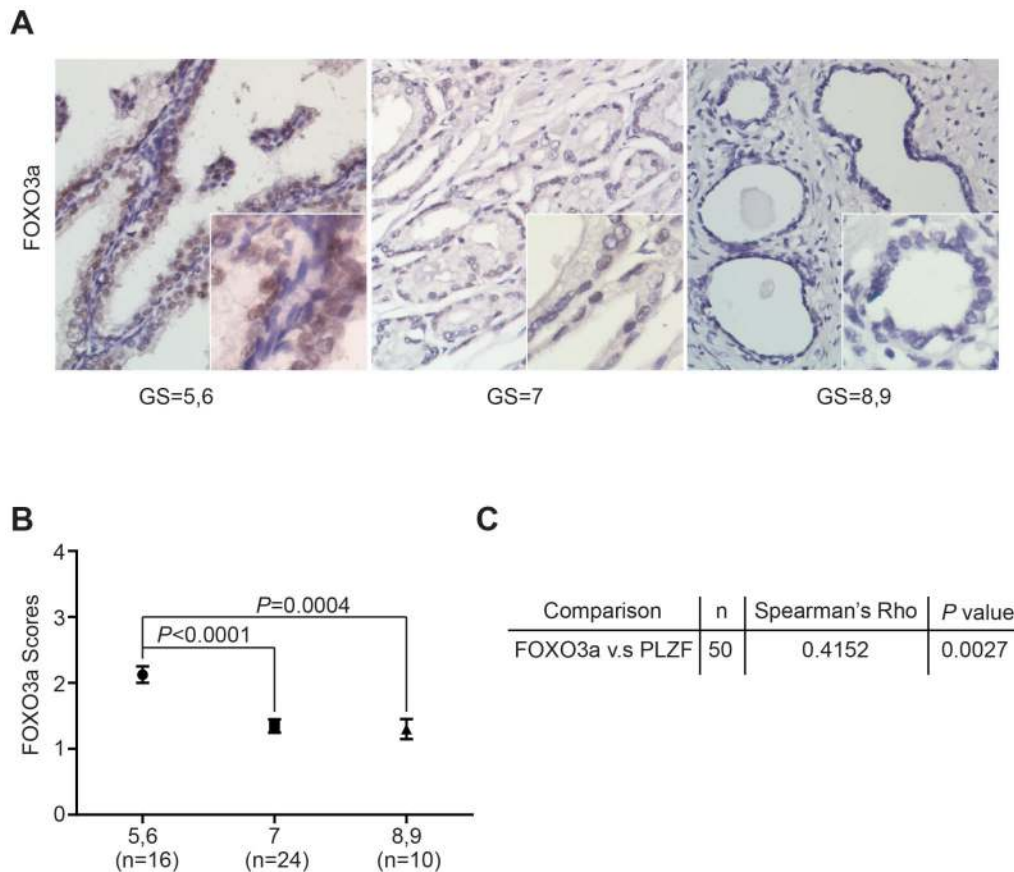 A
FOXO3a
GS=5,6
GS=7
GS=8,9
B
FOXO3a Scores
4
3
2
1
0
P=0.0004
P<0.0001
5,6
7
8,9
(n=16)
(n=24)
(n=10)
C
Comparison n Spearman's Rho P value
FOXO3a v.s PLZF 50 0.4152 0.0027